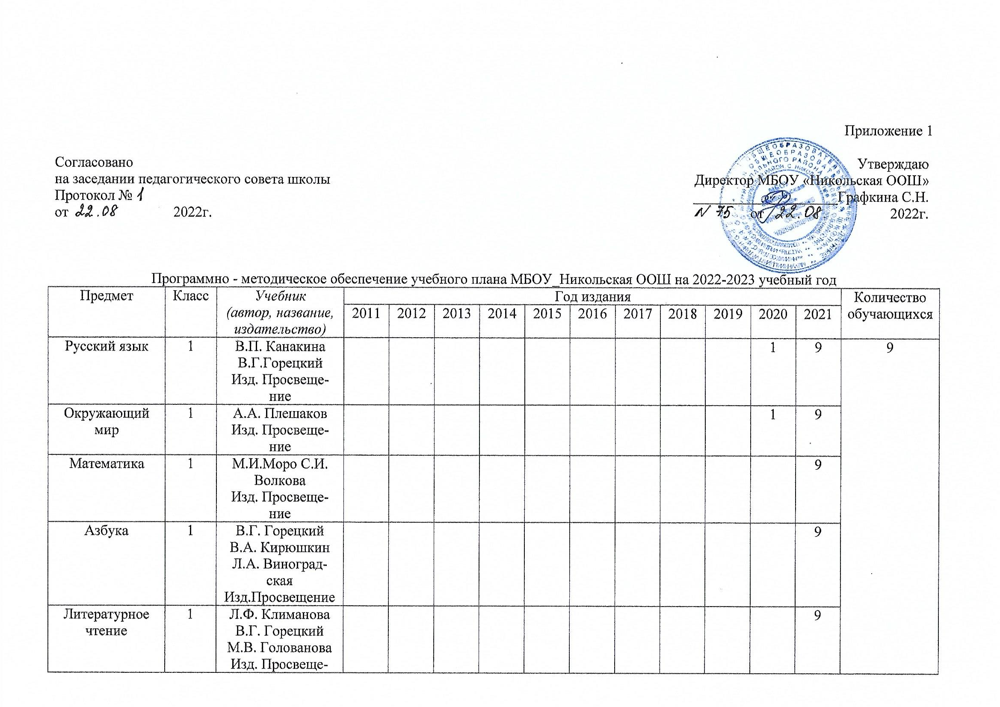 Приложение 1
Согласовано
на заседании педагогического совета школы
Протокол № 1
от 22.08 2022г.
Утверждаю
Директор МБОУ «Никольская ООШ»
Графкина С.Н.
N 75 от 22.08 2022г.
Программно - методическое обеспечение учебного плана МБОУ_Никольская ООШ на 2022-2023 учебный год
Предмет Класс Учебник Год издания Количество
(автор, название, 2011 2012 2013 2014 2015 2016 2017 2018 2019 2020 2021 обучающихся
издательство)
Русский язык 1 В.П. Канакина 1 9 9
В.Г.Горецкий
Изд. Просвеще-
ние
Окружающий 1 А.А. Плешаков 1 9
мир Изд. Просвеще-
ние
Математика 1 М.И.Моро С.И. 9
Волкова
Изд. Просвеще-
ние
Азбука 1 В.Г. Горецкий 9
В.А. Кирюшкин
Л.А. Виноград-
ская
Изд.Просвещение
Литературное 1 Л.Ф. Климанова 9
чтение В.Г. Горецкий
М.В. Голованова
Изд. Просвеще-